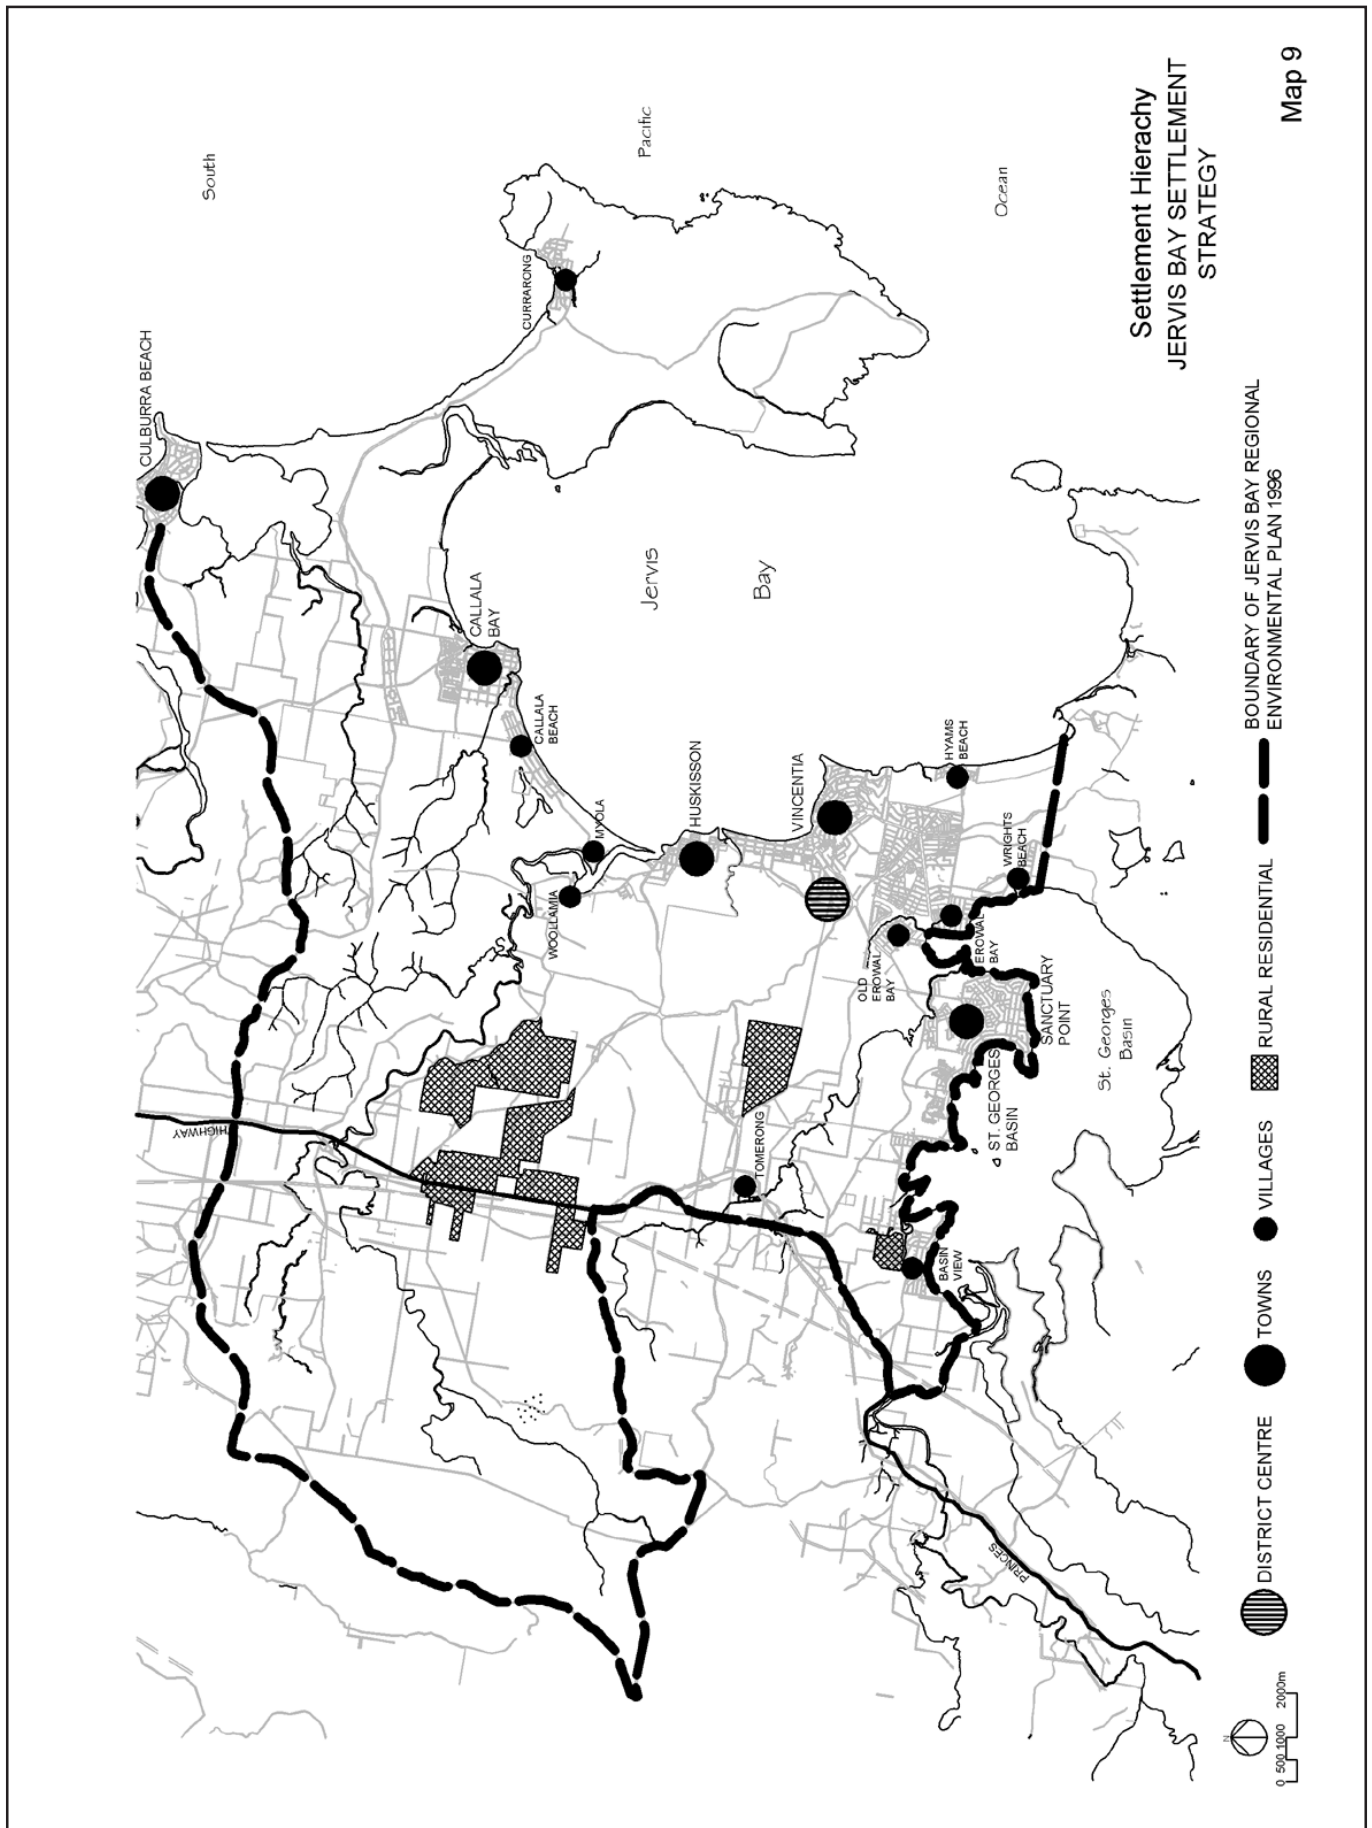 South
Pacific
Ocean
CULBURRA BEACH
CURRARONG
CALLALA
BAY
CALLALA
BEACH
Jervis
Bay
MYOLA
WOOLLAMIA
HUSKISSON
VINCENTIA
HYAMS
BEACH
WRIGHTS
BEACH
EROWAL
BAY
OLD
EROWAL
BAY
SANCTUARY
POINT
ST. GEORGES
BASIN
St. Georges
Basin
TOMERONG
BASIN
VIEW
HIGHWAY
PRINCES
Settlement Hierachy
JERVIS BAY SETTLEMENT
STRATEGY
Map 9
N
0 500 1000 2000m
DISTRICT CENTRE
TOWNS
VILLAGES
RURAL RESIDENTIAL
BOUNDARY OF JERVIS BAY REGIONAL
ENVIRONMENTAL PLAN 1996